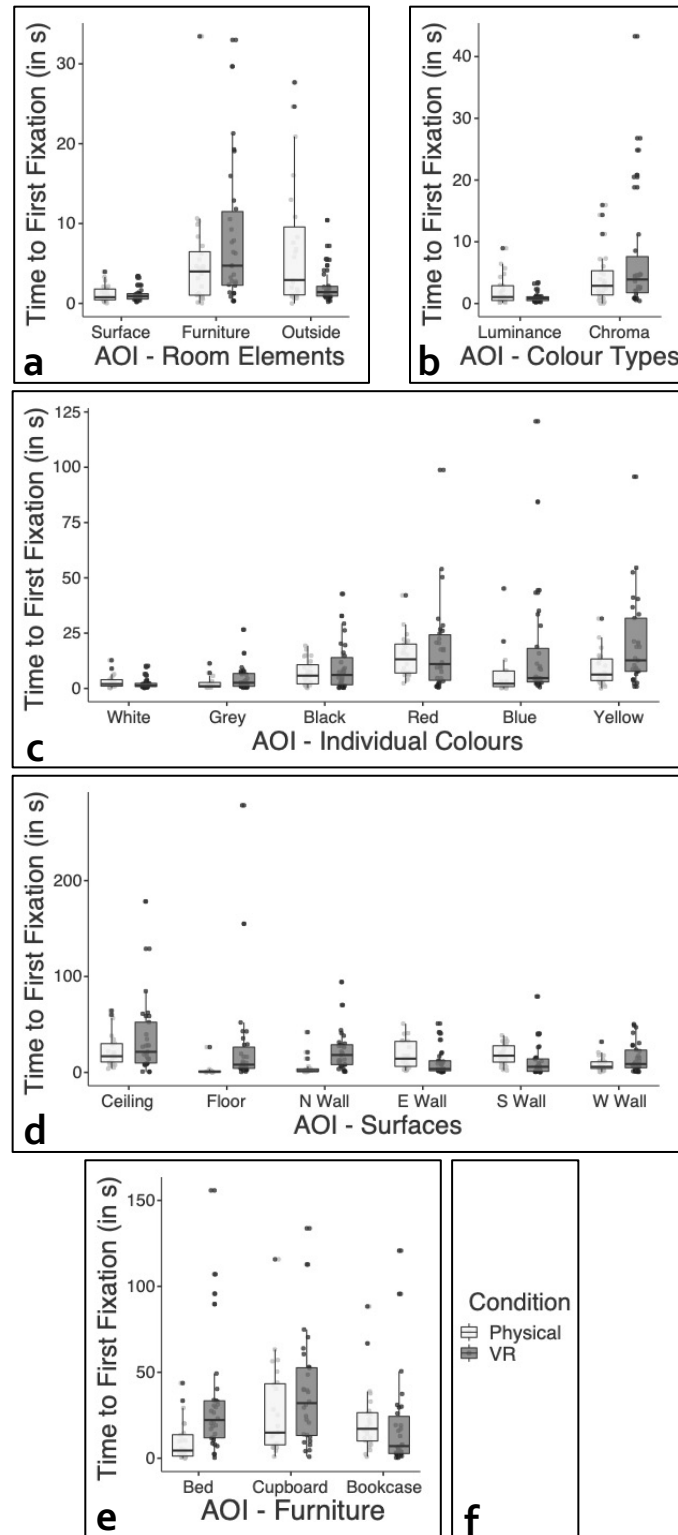 Time to First Fixation (in s)
30
20
10
0
Surface Furniture Outside
AOI - Room Elements
a
Time to First Fixation (in s)
40
30
20
10
0
Luminance Chroma
AOI - Colour Types
b
Time to First Fixation (in s)
125
100
75
50
25
0
White Grey Black Red Blue Yellow
AOI - Individual Colours
c
Time to First Fixation (in s)
200
100
0
Ceiling Floor N Wall E Wall S Wall W Wall
AOI - Surfaces
d
Time to First Fixation (in s)
150
100
50
0
Bed Cupboard Bookcase
AOI - Furniture
e
Condition
Physical
VR
f